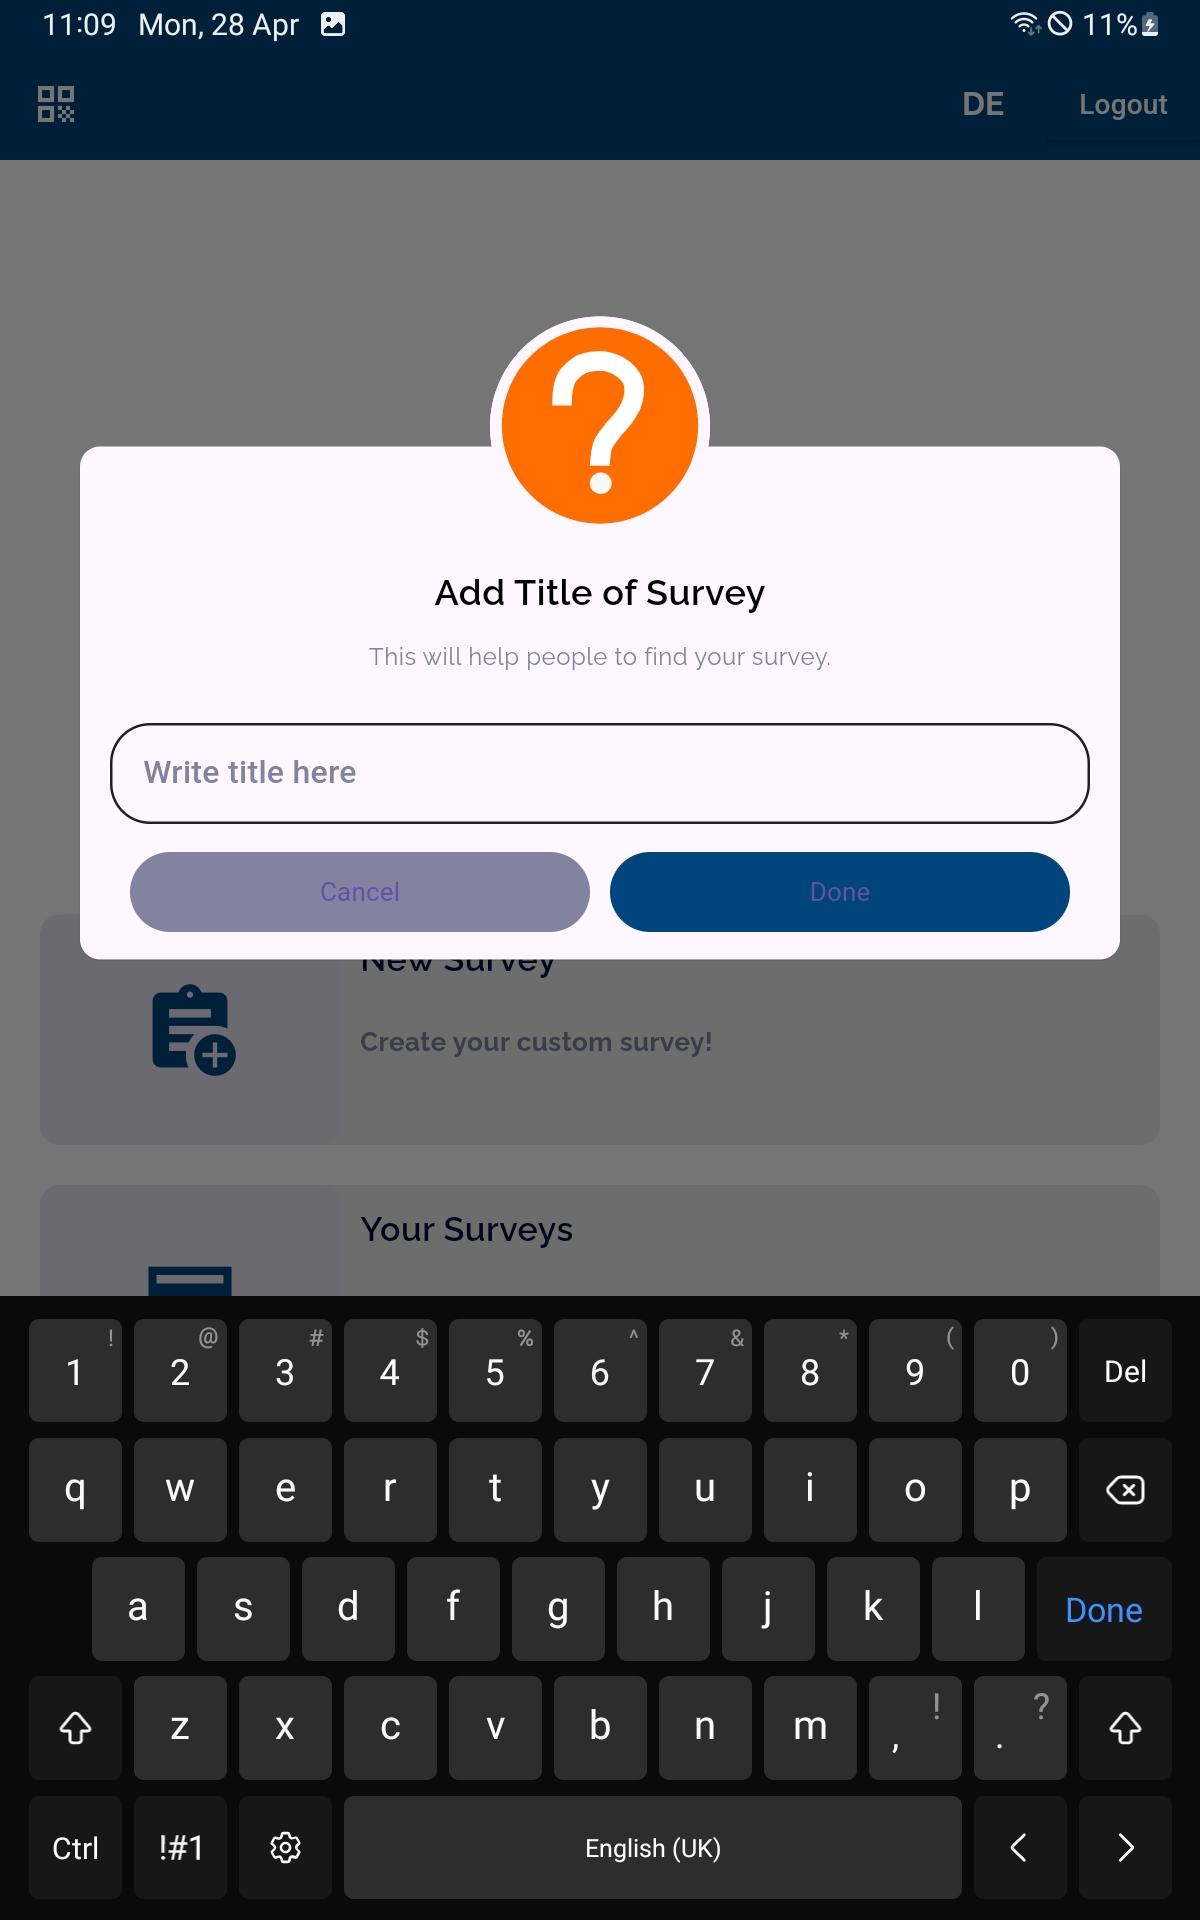 11:09 Mon, 28 Apr 11%
DE Logout
?
Add Title of Survey
This will help people to find your survey.
Write title here
Cancel Done
New Survey
Create your custom survey!
Your Surveys
! @ # $ % ^ & * ( )
1 2 3 4 5 6 7 8 9 0 Del
q w e r t y u i o p
a s d f g h j k l Done
! ?
z x c v b n m , .
Ctrl !#1 English (UK) < >